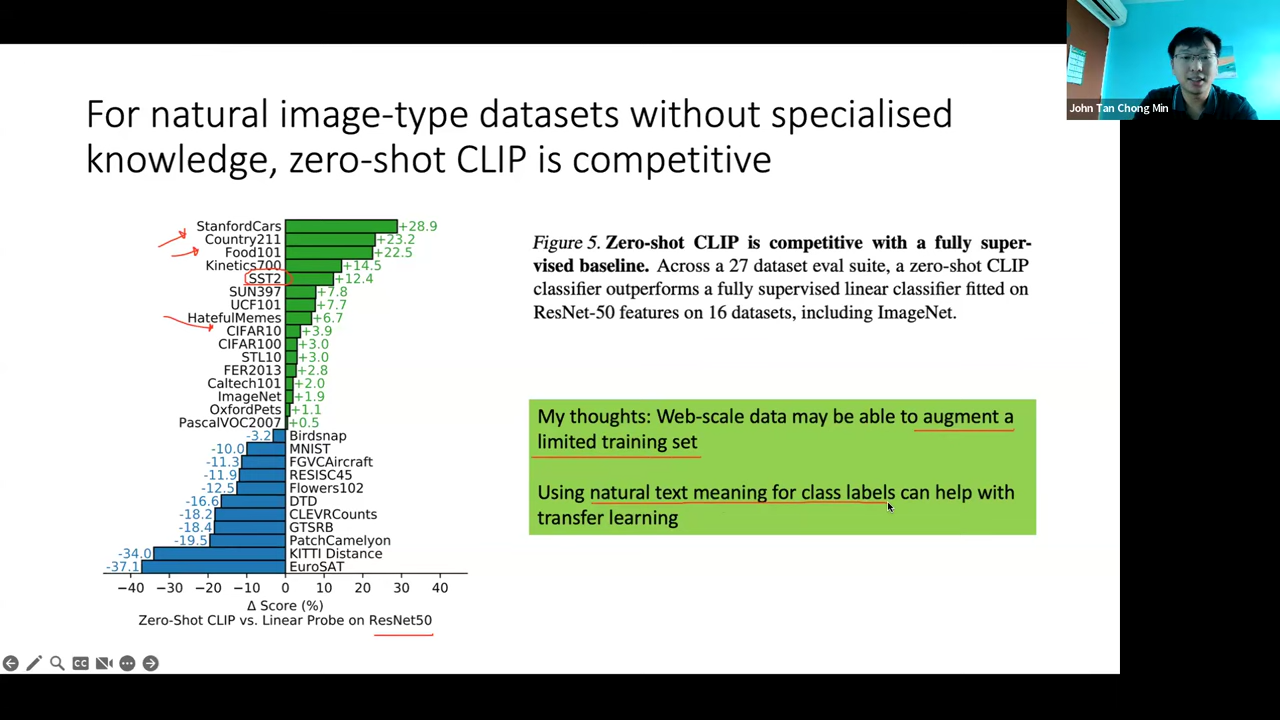 John Tan Chong Min
For natural image-type datasets without specialised
knowledge, zero-shot CLIP is competitive
StanfordCars +28.9
Country211 +23.2
Food101 +22.5
Kinetics700 +14.5
SST2 +12.4
SUN397 +7.8
UCF101 +7.7
HatefulMemes +6.7
CIFAR10 +3.9
CIFAR100 +3.0
STL10 +3.0
FER2013 +2.8
Caltech101 +2.0
ImageNet +1.9
OxfordPets +1.1
PascalVOC2007 +0.5
-3.2 Birdsnap
-10.0 MNIST
-11.3 FGVCAircraft
-11.9 RESISC45
-12.5 Flowers102
-16.6 DTD
-18.2 CLEVRCounts
-18.4 GTSRB
-19.5 PatchCamelyon
-34.0 KITTI Distance
-37.1 EuroSAT
−40 −30 −20 −10 0 10 20 30 40
Δ Score (%)
Zero-Shot CLIP vs. Linear Probe on ResNet50
Figure 5. Zero-shot CLIP is competitive with a fully super-
vised baseline. Across a 27 dataset eval suite, a zero-shot CLIP
classifier outperforms a fully supervised linear classifier fitted on
ResNet-50 features on 16 datasets, including ImageNet.
My thoughts: Web-scale data may be able to augment a
limited training set
Using natural text meaning for class labels can help with
transfer learning
CC